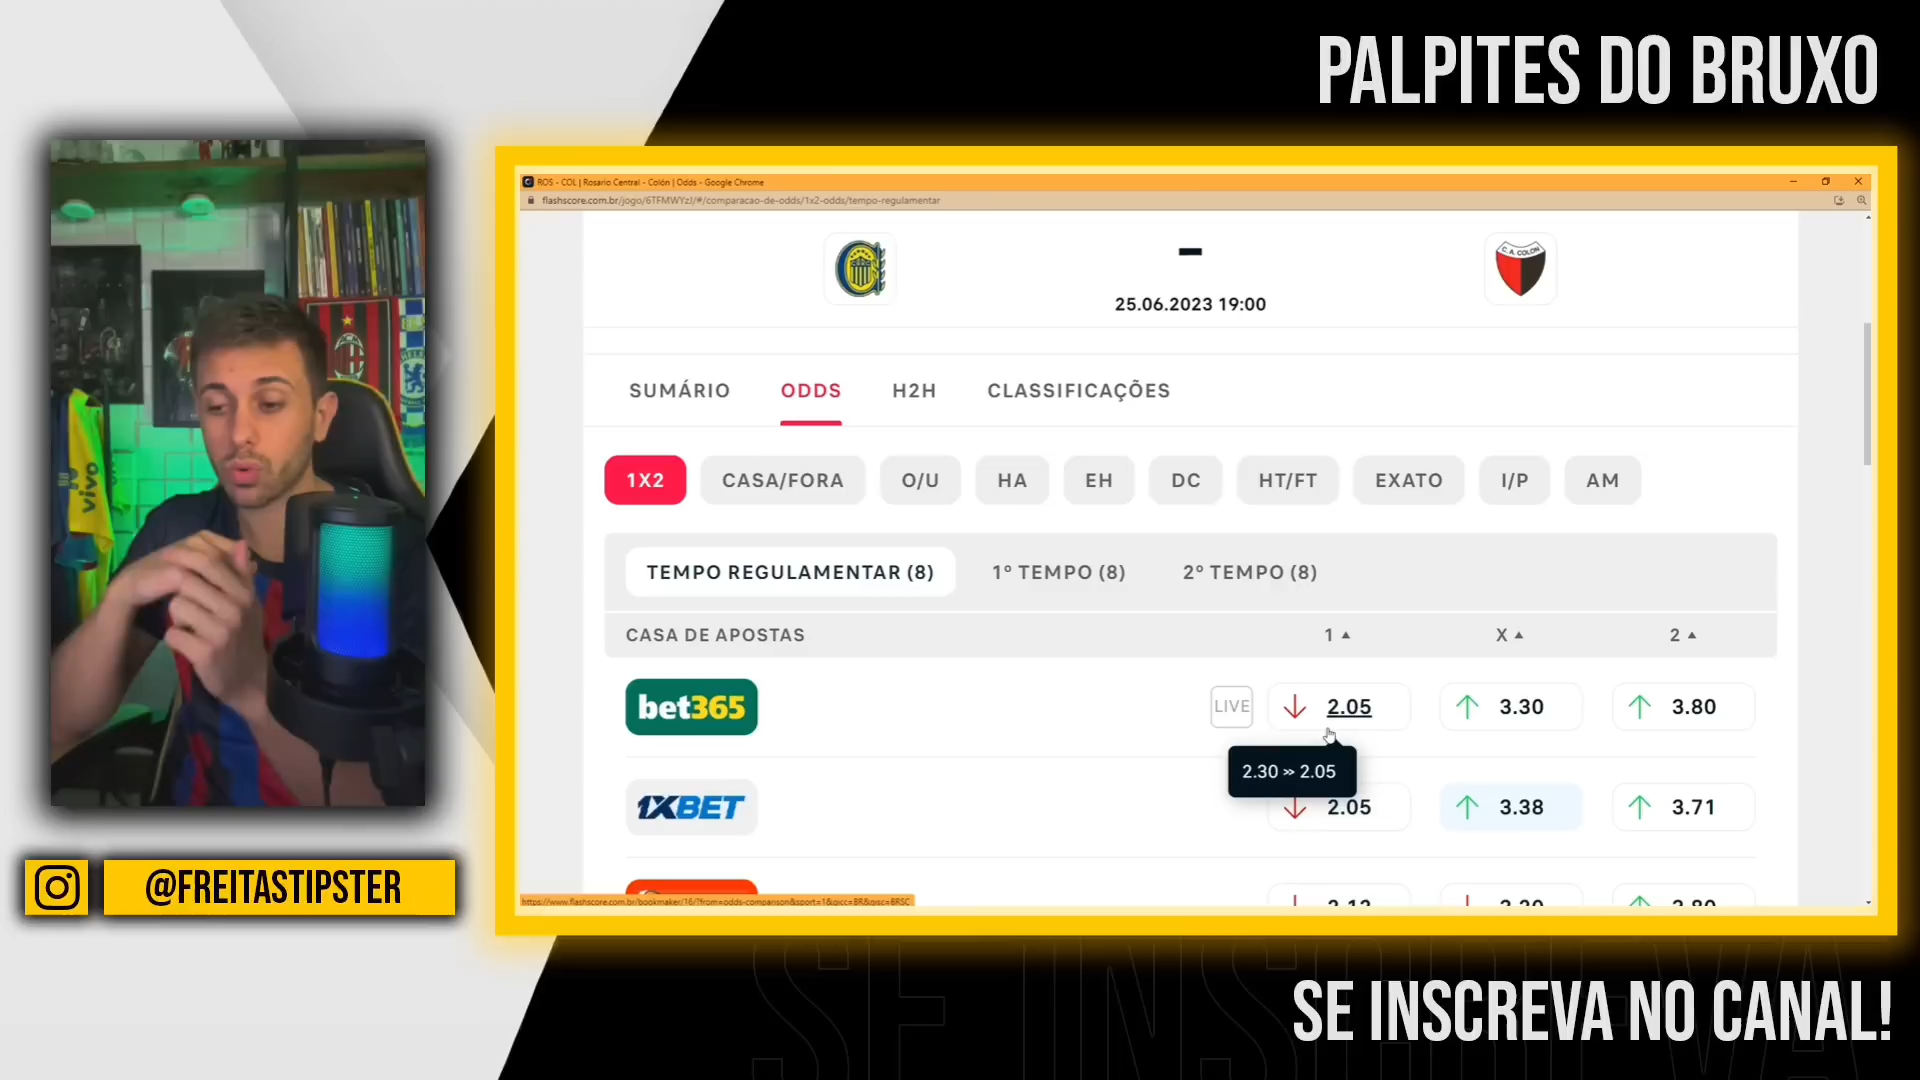 PALPITES DO BRUXO
ROS - COL | Rosario Central - Colón | Odds - Google Chrome
flashscore.com.br/jogo/6TFMWYzJ/#/comparacao-de-odds/1x2-odds/tempo-regulamentar
C. A. COLON
-
25.06.2023 19:00
SUMÁRIO ODDS H2H CLASSIFICAÇÕES
1X2 CASA/FORA O/U HA EH DC HT/FT EXATO I/P AM
TEMPO REGULAMENTAR (8) 1º TEMPO (8) 2º TEMPO (8)
CASA DE APOSTAS 1 X 2
bet365 LIVE 2.05 3.30 3.80
2.30 » 2.05
1XBET 2.05 3.38 3.71
vivo
@FREITASTIPSTER
SE INSCREVA NO CANAL!